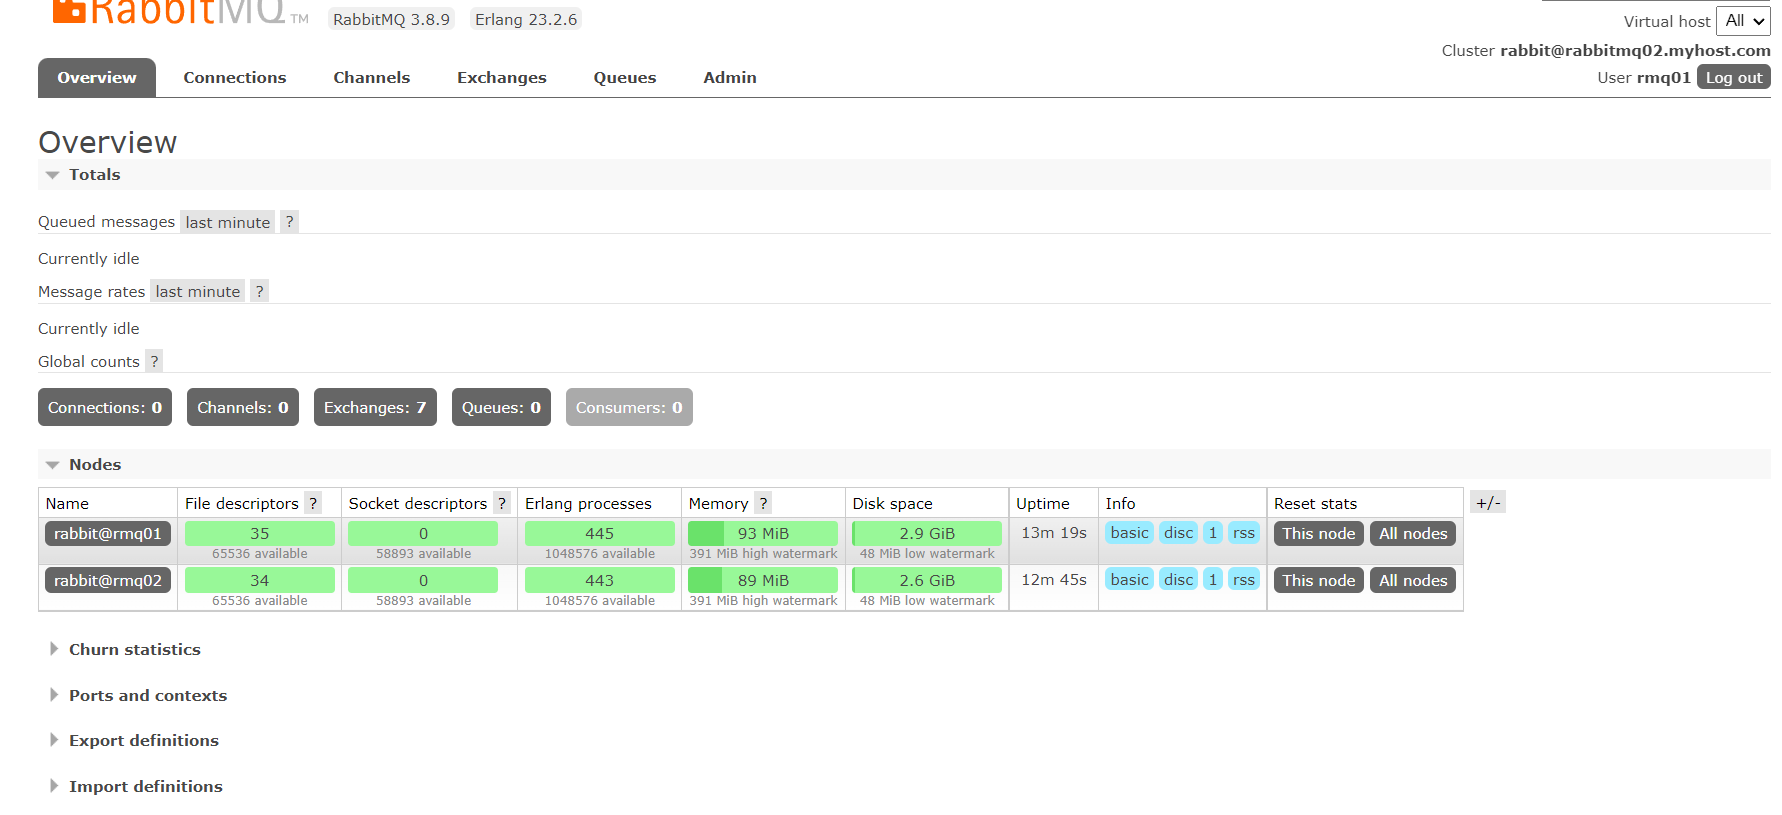 RabbitMQ TM RabbitMQ 3.8.9 Erlang 23.2.6
Virtual host All
Cluster rabbit@rabbitmq02.myhost.com
User rmq01 Log out
Overview Connections Channels Exchanges Queues Admin
Overview
Totals
Queued messages last minute ?
Currently idle
Message rates last minute ?
Currently idle
Global counts ?
Connections: 0 Channels: 0 Exchanges: 7 Queues: 0 Consumers: 0
Nodes
Name File descriptors ? Socket descriptors ? Erlang processes Memory ? Disk space Uptime Info Reset stats +/-
rabbit@rmq01 35 0 445 93 MiB 2.9 GiB 13m 19s basic disc 1 rss This node All nodes
65536 available 58893 available 1048576 available 391 MiB high watermark 48 MiB low watermark
rabbit@rmq02 34 0 443 89 MiB 2.6 GiB 12m 45s basic disc 1 rss This node All nodes
65536 available 58893 available 1048576 available 391 MiB high watermark 48 MiB low watermark
Churn statistics
Ports and contexts
Export definitions
Import definitions